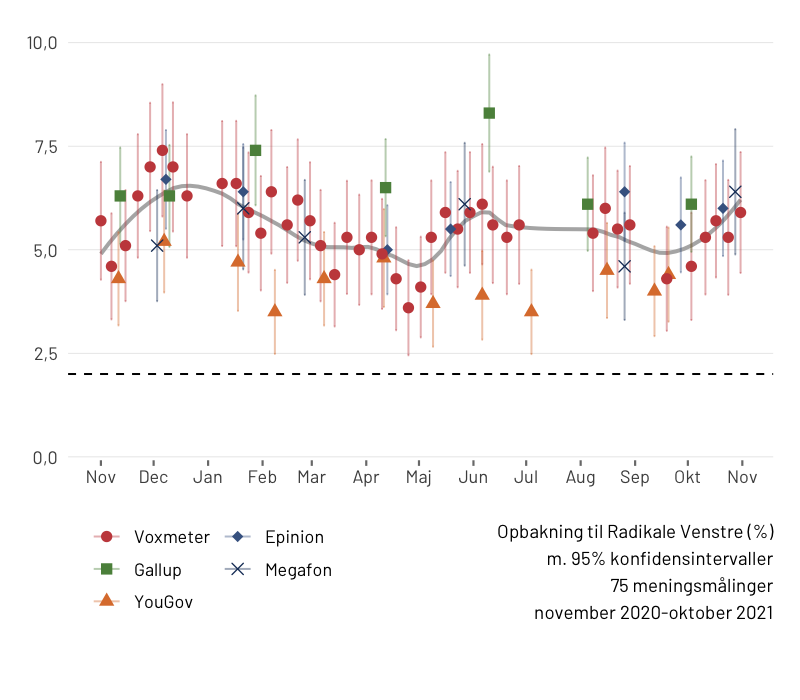 10,0
7,5
5,0
2,5
0,0
Nov Dec Jan Feb Mar Apr Maj Jun Jul Aug Sep Okt Nov
Voxmeter Epinion
Gallup Megafon
YouGov
Opbakning til Radikale Venstre (%)
m. 95% konfidensintervaller
75 meningsmålinger
november 2020-oktober 2021